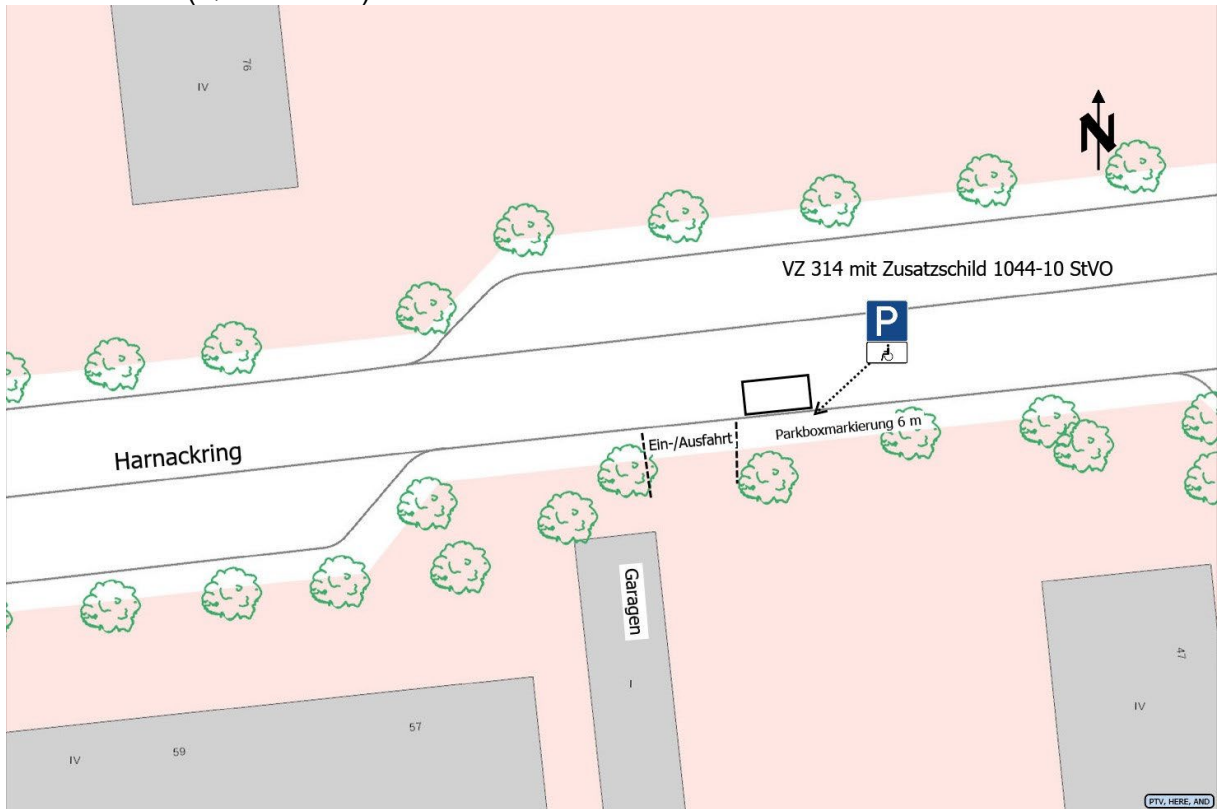 76
IV
N
VZ 314 mit Zusatzschild 1044-10 StVO
P
Harnackring
Ein-/Ausfahrt
Parkboxmarkierung 6 m
Garagen
I
57
59
IV
47
IV
PTV, HERE, AND